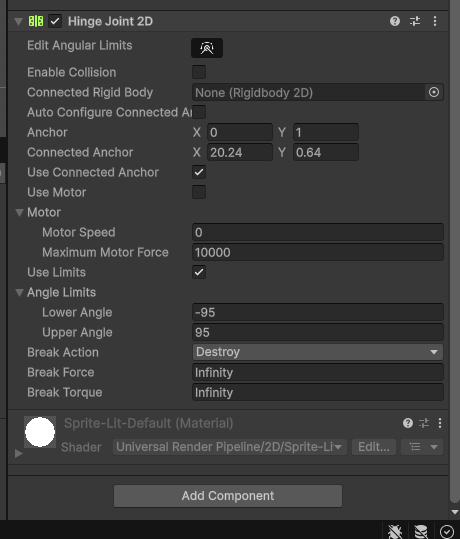 Hinge Joint 2D
Edit Angular Limits
Enable Collision
Connected Rigid Body None (Rigidbody 2D)
Auto Configure Connected Ar
Anchor X 0 Y 1
Connected Anchor X 20.24 Y 0.64
Use Connected Anchor
Use Motor
Motor
Motor Speed 0
Maximum Motor Force 10000
Use Limits
Angle Limits
Lower Angle -95
Upper Angle 95
Break Action Destroy
Break Force Infinity
Break Torque Infinity
Sprite-Lit-Default (Material)
Shader Universal Render Pipeline/2D/Sprite-Li Edit...
Add Component